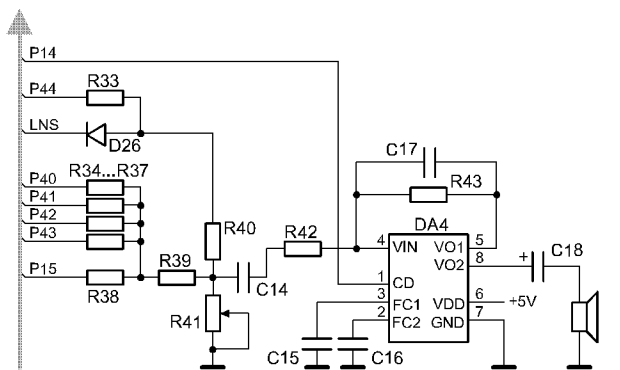 P14
P44 R33
LNS
D26
C17
P40 R34...R37
P41
P42
P43
R43
DA4
R40
R42
4 VIN VO1 5
VO2 8 + C18
P15 R39
R38
C14
1 CD
3 FC1 VDD 6 +5V
2 FC2 GND 7
R41
C15 C16